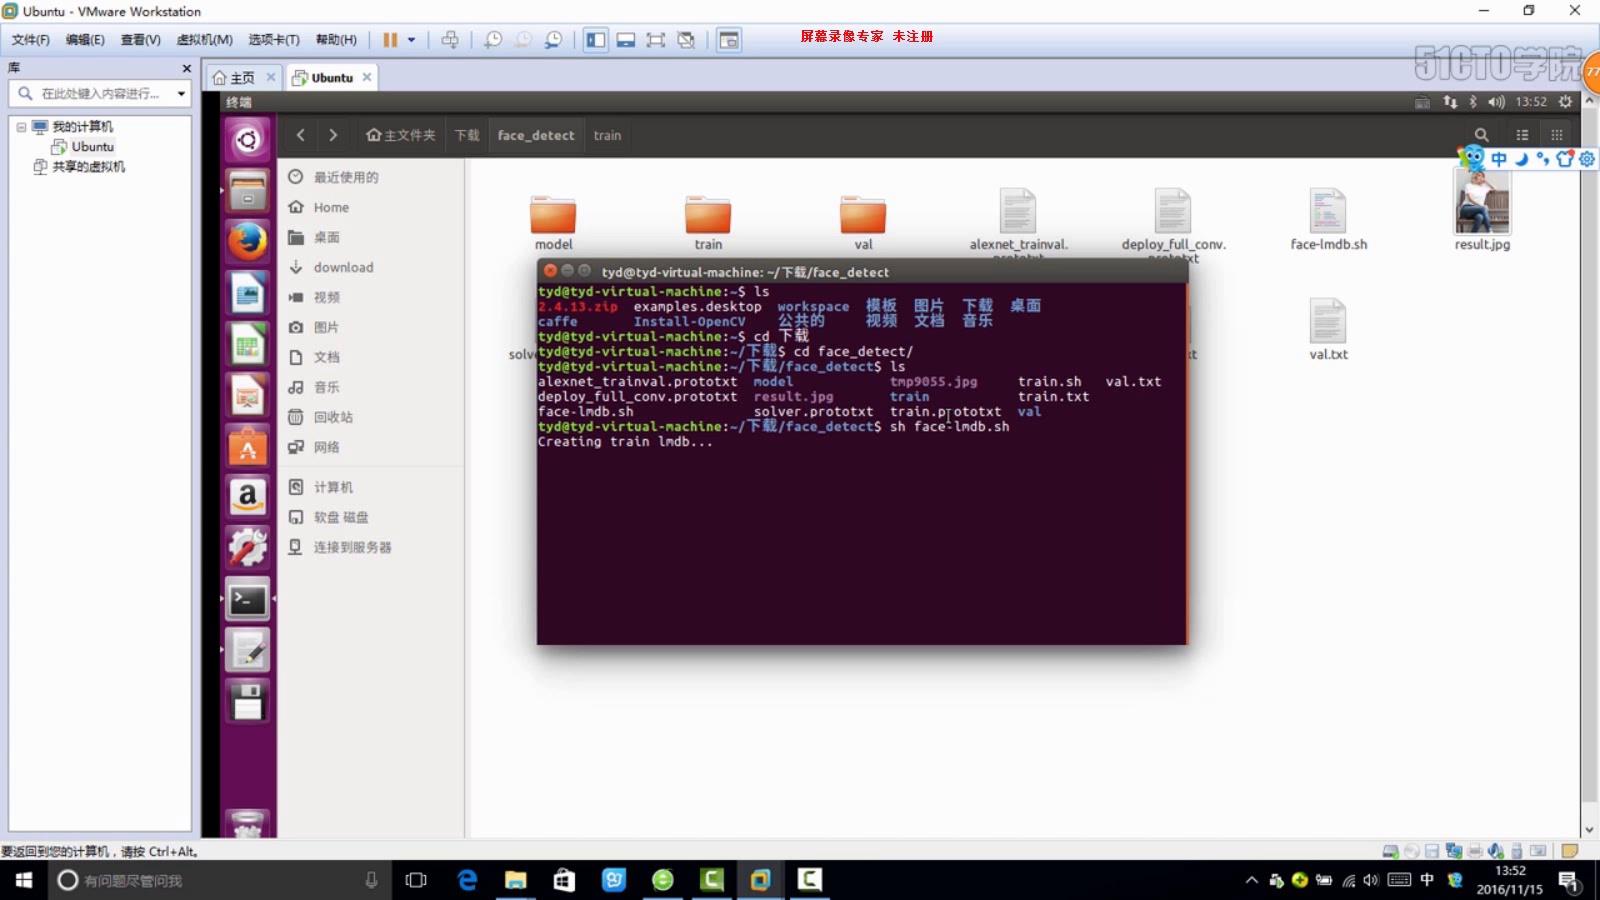 Ubuntu - VMware Workstation
文件(F) 编辑(E) 查看(V) 虚拟机(M) 选项卡(T) 帮助(H)
屏幕录像专家 未注册
51CTO学院
77
库
主页
Ubuntu
在此处键入内容进行...
我的计算机
Ubuntu
共享的虚拟机
终端
13:52
主文件夹 下载 face_detect train
中
最近使用的
Home
桌面
download
视频
图片
文档
音乐
回收站
网络
计算机
软盘 磁盘
连接到服务器
model
train
val
alexnet_trainval.
deploy_full_conv.
face-lmdb.sh
result.jpg
val.txt
tyd@tyd-virtual-machine: ~/下载/face_detect
tyd@tyd-virtual-machine:~$ ls
2.4.13.zip examples.desktop workspace 模板 图片 下载 桌面
caffe Install-OpenCV 公共的 视频 文档 音乐
tyd@tyd-virtual-machine:~$ cd 下载
tyd@tyd-virtual-machine:~/下载$ cd face_detect/
tyd@tyd-virtual-machine:~/下载/face_detect$ ls
alexnet_trainval.prototxt model tmp9055.jpg train.sh val.txt
deploy_full_conv.prototxt result.jpg train train.txt
face-lmdb.sh solver.prototxt train.prototxt val
tyd@tyd-virtual-machine:~/下载/face_detect$ sh face-lmdb.sh
Creating train lmdb...
要返回到您的计算机，请按 Ctrl+Alt。
有问题尽管问我
中
13:52
2016/11/15
1